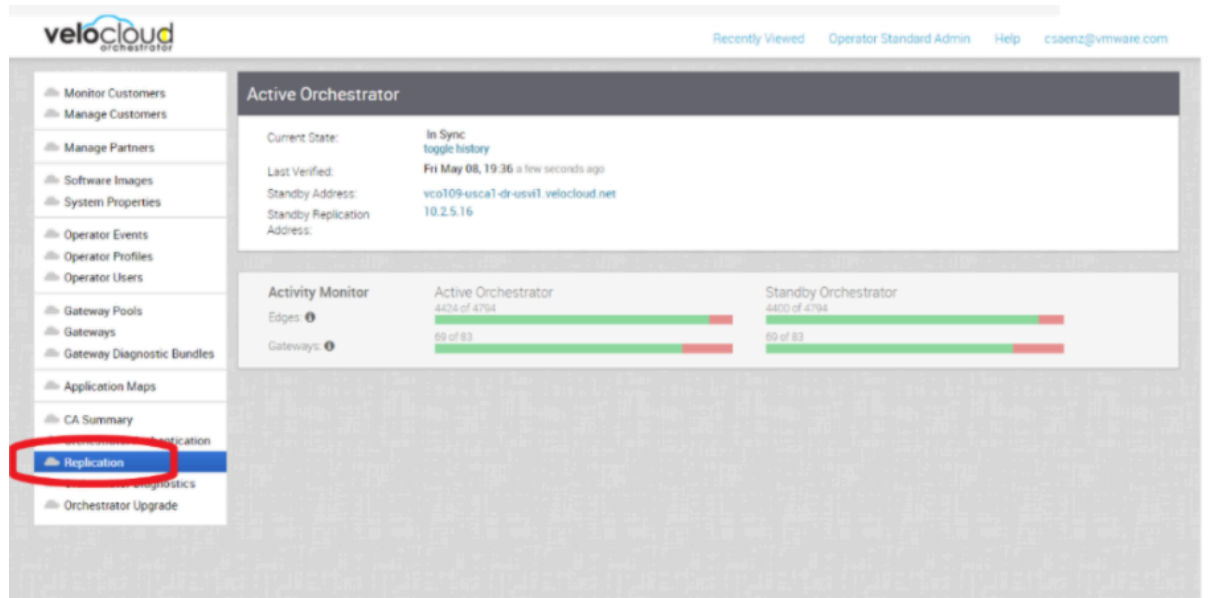 velocloud
orchestrator
Recently Viewed Operator Standard Admin Help csaenz@vmware.com
Monitor Customers
Manage Customers
Manage Partners
Software Images
System Properties
Operator Events
Operator Profiles
Operator Users
Gateway Pools
Gateways
Gateway Diagnostic Bundles
Application Maps
CA Summary
Replication
Orchestrator Upgrade
Active Orchestrator
Current State: In Sync
toggle history
Last Verified: Fri May 08, 19:36 a few seconds ago
Standby Address: vco109-usca1-dr-usvi1.velocloud.net
Standby Replication 10.2.5.16
Address:
Activity Monitor Active Orchestrator Standby Orchestrator
4424 of 4794 4400 of 4794
Edges:
69 of 83 69 of 83
Gateways: